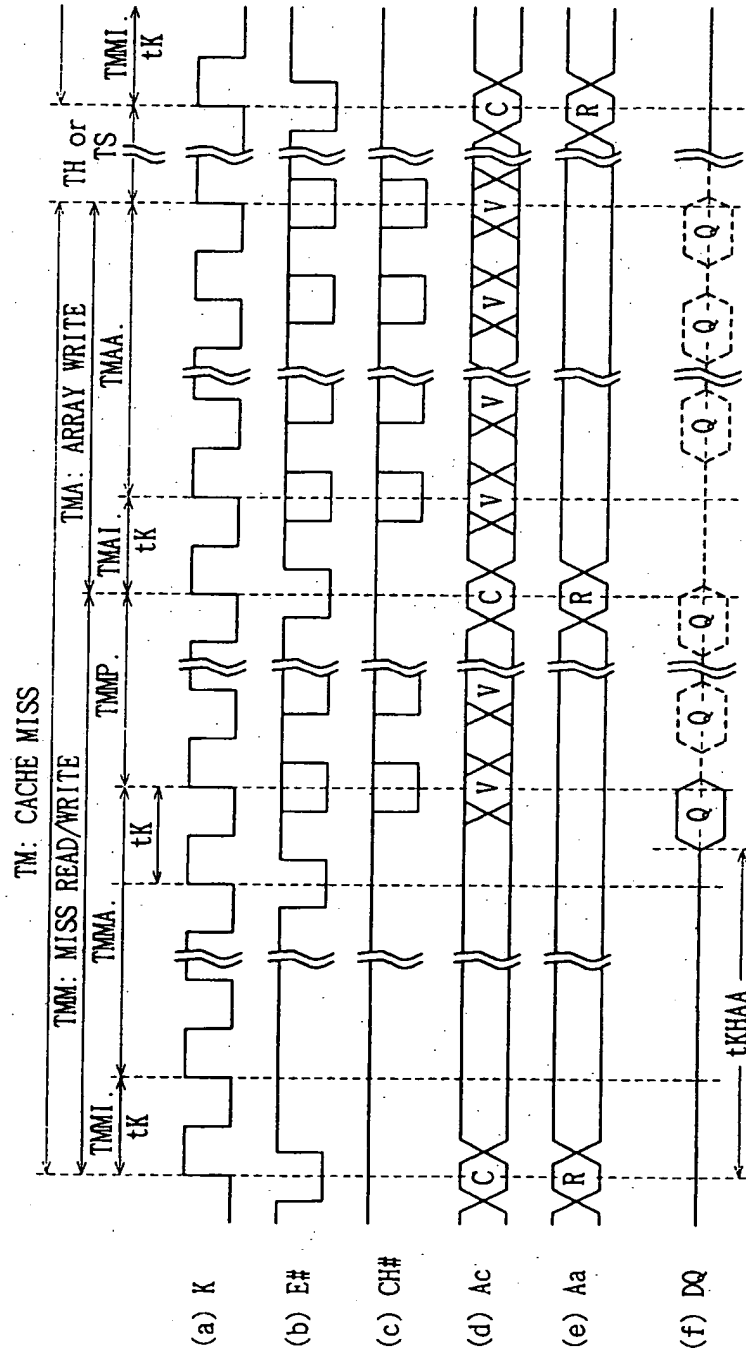 TM: CACHE MISS
TMM: MISS READ/WRITE
TMA: ARRAY WRITE
TMMI.
TMMA.
TMMP.
TMAI.
TMAA.
TH or
TS
TMMI
tK
tK
tK
tK
(a) K
(b) E#
(c) CH#
(d) Ac
C
V
V
C
V
V
V
V
C
(e) Aa
R
R
R
(f) DQ
Q
Q
Q
Q
Q
Q
tKHAA